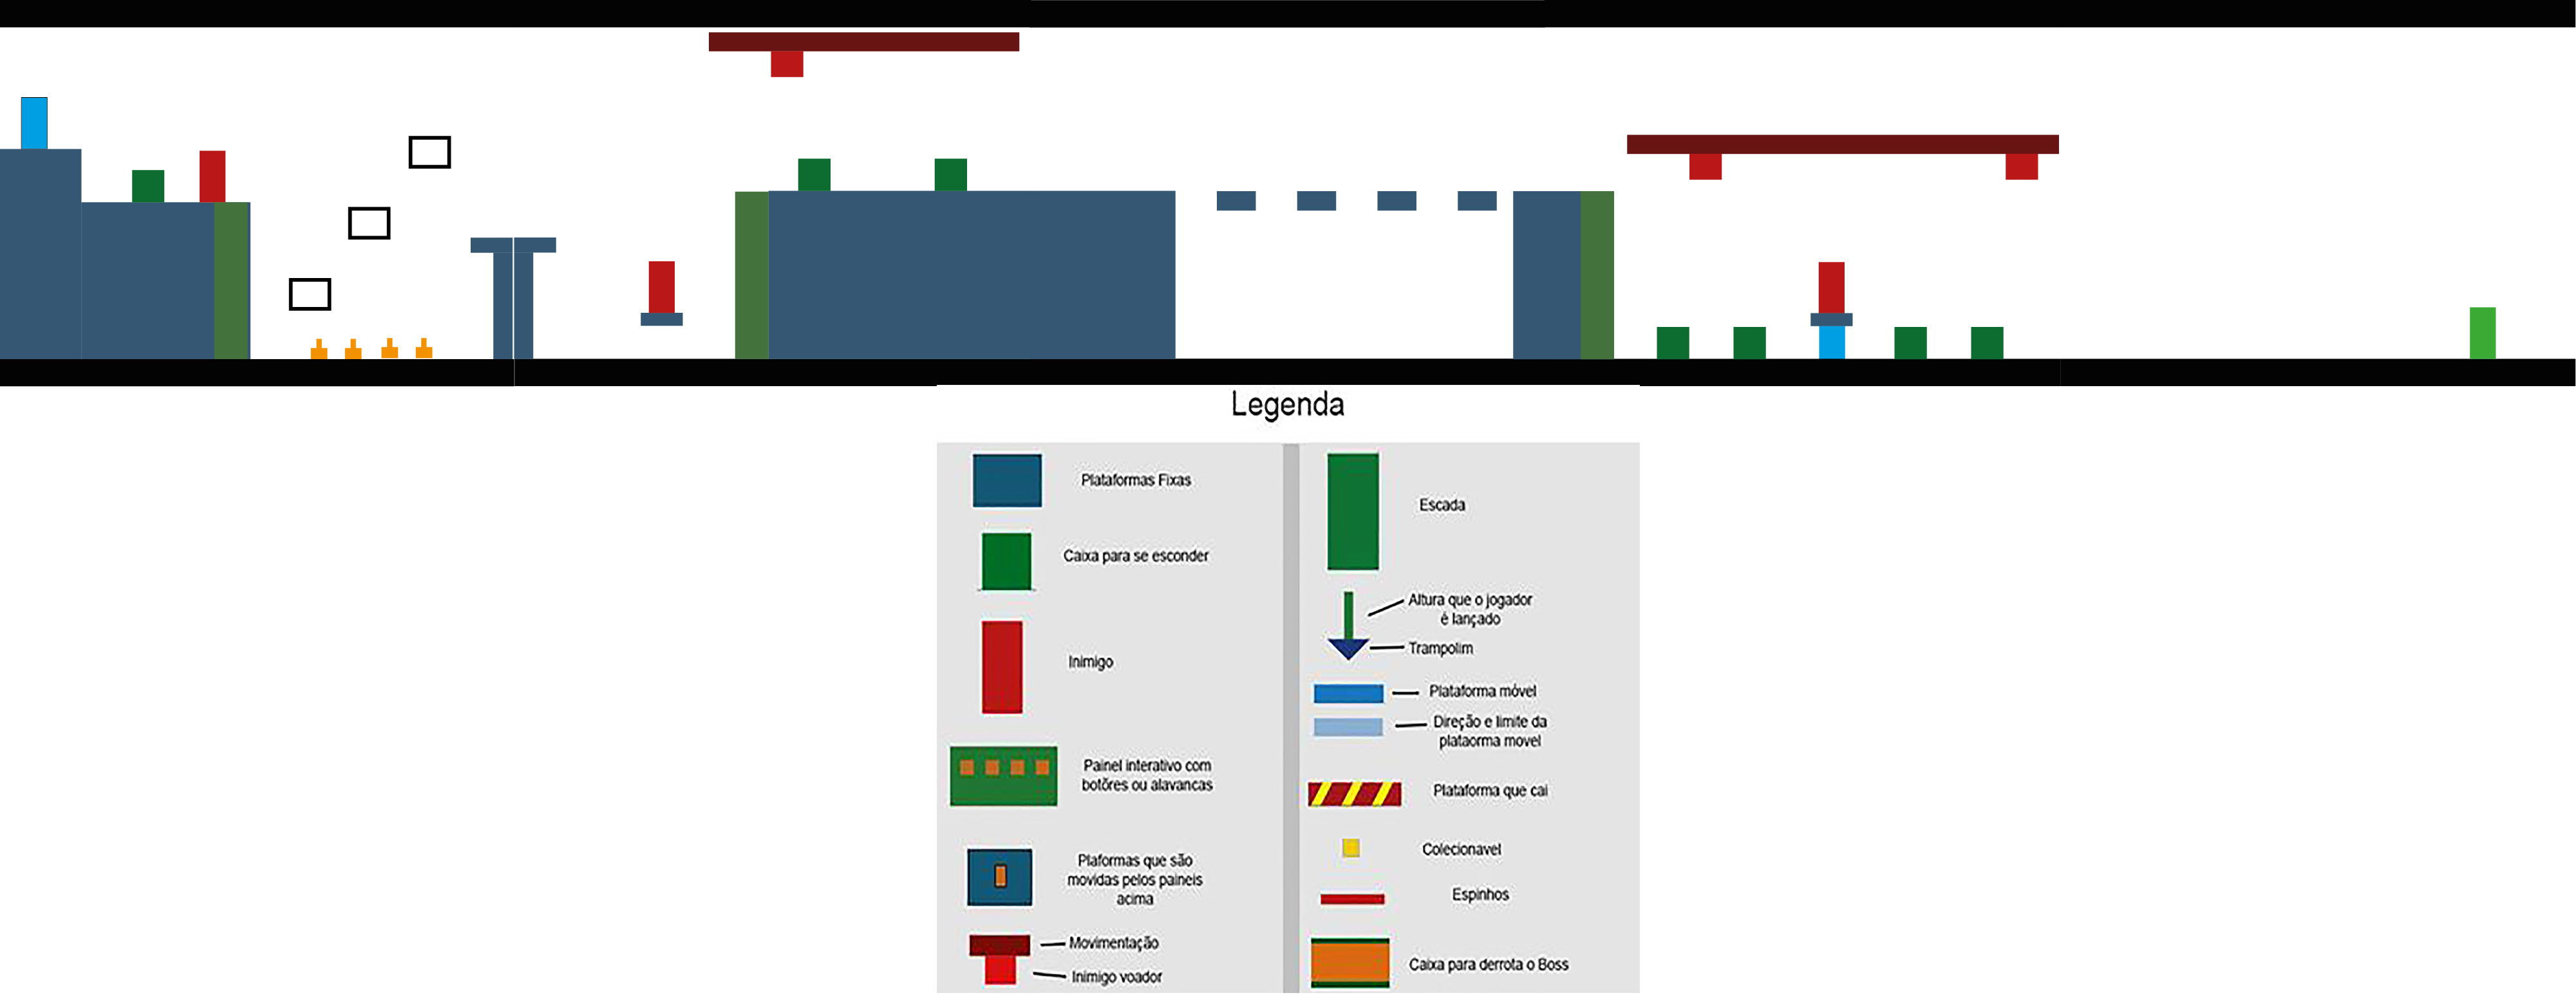 Legenda
Plataformas Fixas
Caixa para se esconder
Inimigo
Painel interativo com
botõres ou alavancas
Plaformas que são
movidas pelos paineis
acima
Movimentação
Inimigo voador
Escada
Altura que o jogador
é lançado
Trampolim
Plataforma móvel
Direção e limite da
plataorma movel
Plataforma que cai
Colecionavel
Espinhos
Caixa para derrota o Boss